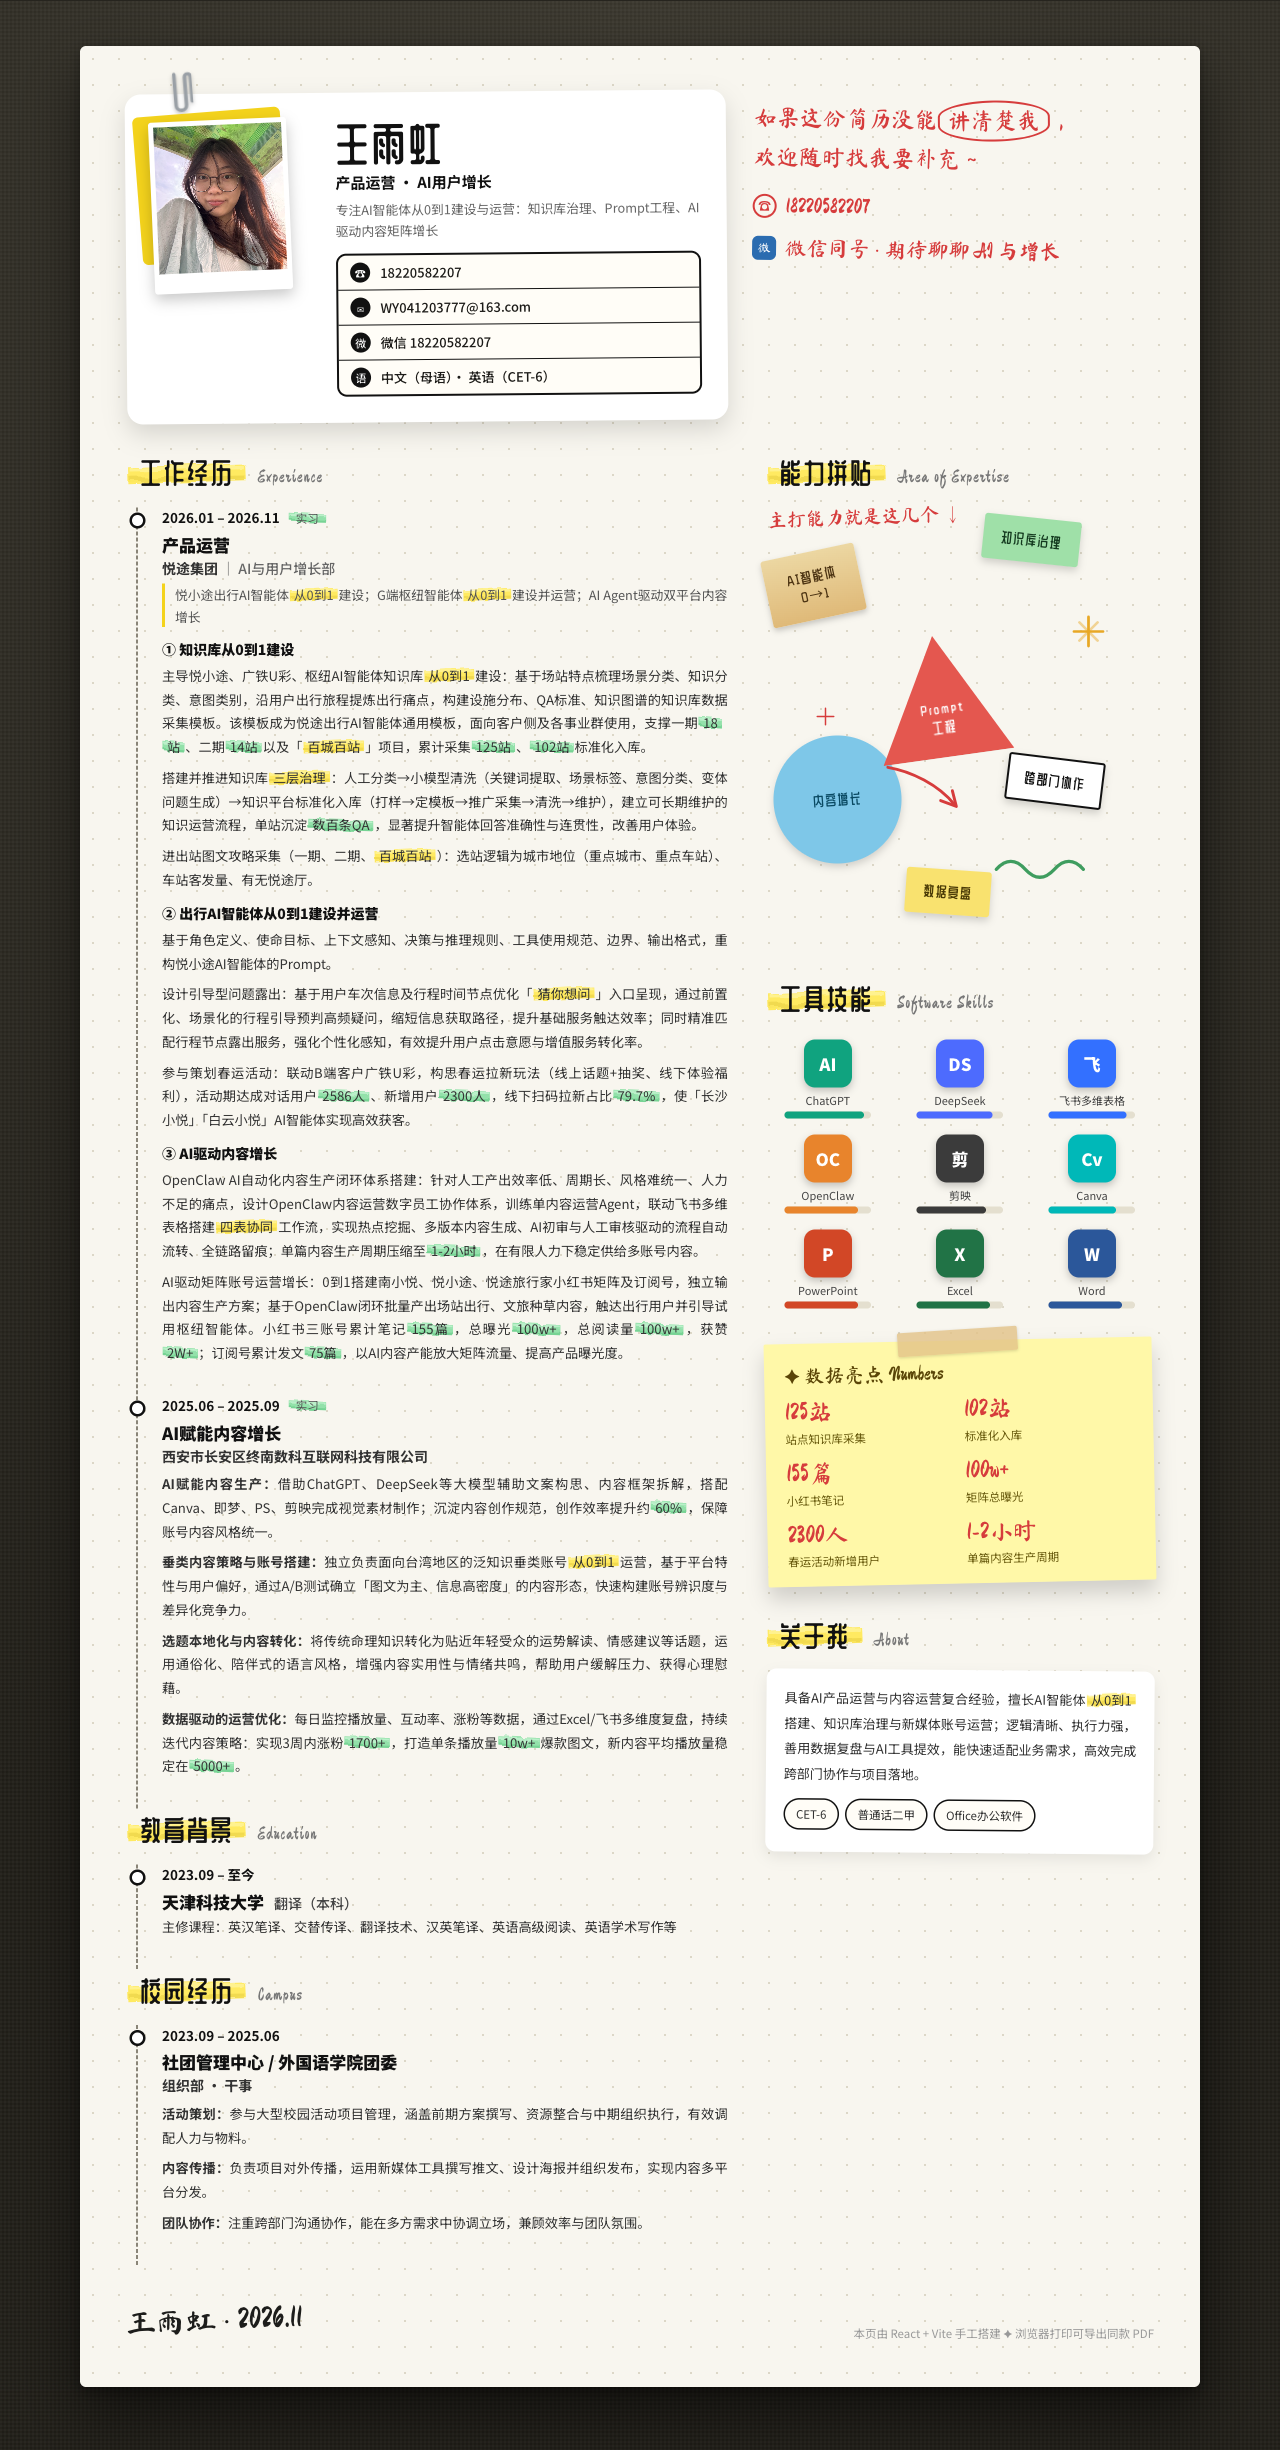 王雨虹
产品运营 · AI用户增长
专注AI智能体从0到1建设与运营：知识库治理、Prompt工程、AI
驱动内容矩阵增长
☎ 18220582207
✉ WY041203777@163.com
微 微信 18220582207
语 中文（母语）· 英语（CET-6）
如果这份简历没能讲清楚我，
欢迎随时找我要补充 ~
☎ 18220582207
微 微信同号 · 期待聊聊 AI 与增长
工作经历 Experience
2026.01 – 2026.11 实习
产品运营
悦途集团 | AI与用户增长部
悦小途出行AI智能体从0到1建设；G端枢纽智能体从0到1建设并运营；AI Agent驱动双平台内容
增长
① 知识库从0到1建设
主导悦小途、广铁U彩、枢纽AI智能体知识库从0到1建设：基于场站特点梳理场景分类、知识分
类、意图类别，沿用户出行旅程提炼出行痛点，构建设施分布、QA标准、知识图谱的知识库数据
采集模板。该模板成为悦途出行AI智能体通用模板，面向客户侧及各事业群使用，支撑一期18
站、二期14站以及「百城百站」项目，累计采集125站、102站标准化入库。
搭建并推进知识库三层治理：人工分类→小模型清洗（关键词提取、场景标签、意图分类、变体
问题生成）→知识平台标准化入库（打样→定模板→推广采集→清洗→维护），建立可长期维护的
知识运营流程，单站沉淀数百条QA，显著提升智能体回答准确性与连贯性，改善用户体验。
进出站图文攻略采集（一期、二期、百城百站）：选站逻辑为城市地位（重点城市、重点车站）、
车站客发量、有无悦途厅。
② 出行AI智能体从0到1建设并运营
基于角色定义、使命目标、上下文感知、决策与推理规则、工具使用规范、边界、输出格式，重
构悦小途AI智能体的Prompt。
设计引导型问题露出：基于用户车次信息及行程时间节点优化「猜你想问」入口呈现，通过前置
化、场景化的行程引导预判高频疑问，缩短信息获取路径，提升基础服务触达效率；同时精准匹
配行程节点露出服务，强化个性化感知，有效提升用户点击意愿与增值服务转化率。
参与策划春运活动：联动B端客户广铁U彩，构思春运拉新玩法（线上话题+抽奖、线下体验福
利），活动期达成对话用户2586人、新增用户2300人，线下扫码拉新占比79.7%，使「长沙
小悦」「白云小悦」AI智能体实现高效获客。
③ AI驱动内容增长
OpenClaw AI自动化内容生产闭环体系搭建：针对人工产出效率低、周期长、风格难统一、人力
不足的痛点，设计OpenClaw内容运营数字员工协作体系，训练单内容运营Agent，联动飞书多维
表格搭建四表协同工作流，实现热点挖掘、多版本内容生成、AI初审与人工审核驱动的流程自动
流转、全链路留痕；单篇内容生产周期压缩至1-2小时，在有限人力下稳定供给多账号内容。
AI驱动矩阵账号运营增长：0到1搭建南小悦、悦小途、悦途旅行家小红书矩阵及订阅号，独立输
出内容生产方案；基于OpenClaw闭环批量产出场站出行、文旅种草内容，触达出行用户并引导试
用枢纽智能体。小红书三账号累计笔记155篇，总曝光100w+，总阅读量100w+，获赞
2W+；订阅号累计发文75篇，以AI内容产能放大矩阵流量、提高产品曝光度。
2025.06 – 2025.09 实习
AI赋能内容增长
西安市长安区终南数科互联网科技有限公司
AI赋能内容生产：借助ChatGPT、DeepSeek等大模型辅助文案构思、内容框架拆解，搭配
Canva、即梦、PS、剪映完成视觉素材制作；沉淀内容创作规范，创作效率提升约60%，保障
账号内容风格统一。
垂类内容策略与账号搭建：独立负责面向台湾地区的泛知识垂类账号从0到1运营，基于平台特
性与用户偏好，通过A/B测试确立「图文为主、信息高密度」的内容形态，快速构建账号辨识度与
差异化竞争力。
选题本地化与内容转化：将传统命理知识转化为贴近年轻受众的运势解读、情感建议等话题，运
用通俗化、陪伴式的语言风格，增强内容实用性与情绪共鸣，帮助用户缓解压力、获得心理慰
藉。
数据驱动的运营优化：每日监控播放量、互动率、涨粉等数据，通过Excel/飞书多维度复盘，持续
迭代内容策略：实现3周内涨粉1700+，打造单条播放量10w+爆款图文，新内容平均播放量稳
定在5000+。
教育背景 Education
2023.09 – 至今
天津科技大学 翻译（本科）
主修课程：英汉笔译、交替传译、翻译技术、汉英笔译、英语高级阅读、英语学术写作等
校园经历 Campus
2023.09 – 2025.06
社团管理中心 / 外国语学院团委
组织部 · 干事
活动策划：参与大型校园活动项目管理，涵盖前期方案撰写、资源整合与中期组织执行，有效调
配人力与物料。
内容传播：负责项目对外传播，运用新媒体工具撰写推文、设计海报并组织发布，实现内容多平
台分发。
团队协作：注重跨部门沟通协作，能在多方需求中协调立场，兼顾效率与团队氛围。
能力拼贴 Area of Expertise
主打能力就是这几个 ↓
知识库治理
AI智能体
0→1
Prompt
工程
内容增长
跨部门协作
数据复盘
工具技能 Software Skills
AI
DS
飞
ChatGPT
DeepSeek
飞书多维表格
OC
剪
Cv
OpenClaw
剪映
Canva
P
X
W
PowerPoint
Excel
Word
✦ 数据亮点 Numbers
125站
102站
站点知识库采集
标准化入库
155篇
100w+
小红书笔记
矩阵总曝光
2300人
1-2小时
春运活动新增用户
单篇内容生产周期
关于我 About
具备AI产品运营与内容运营复合经验，擅长AI智能体从0到1
搭建、知识库治理与新媒体账号运营；逻辑清晰、执行力强，
善用数据复盘与AI工具提效，能快速适配业务需求，高效完成
跨部门协作与项目落地。
CET-6
普通话二甲
Office办公软件
王雨虹 · 2026.11
本页由 React + Vite 手工搭建 ✦ 浏览器打印可导出同款 PDF